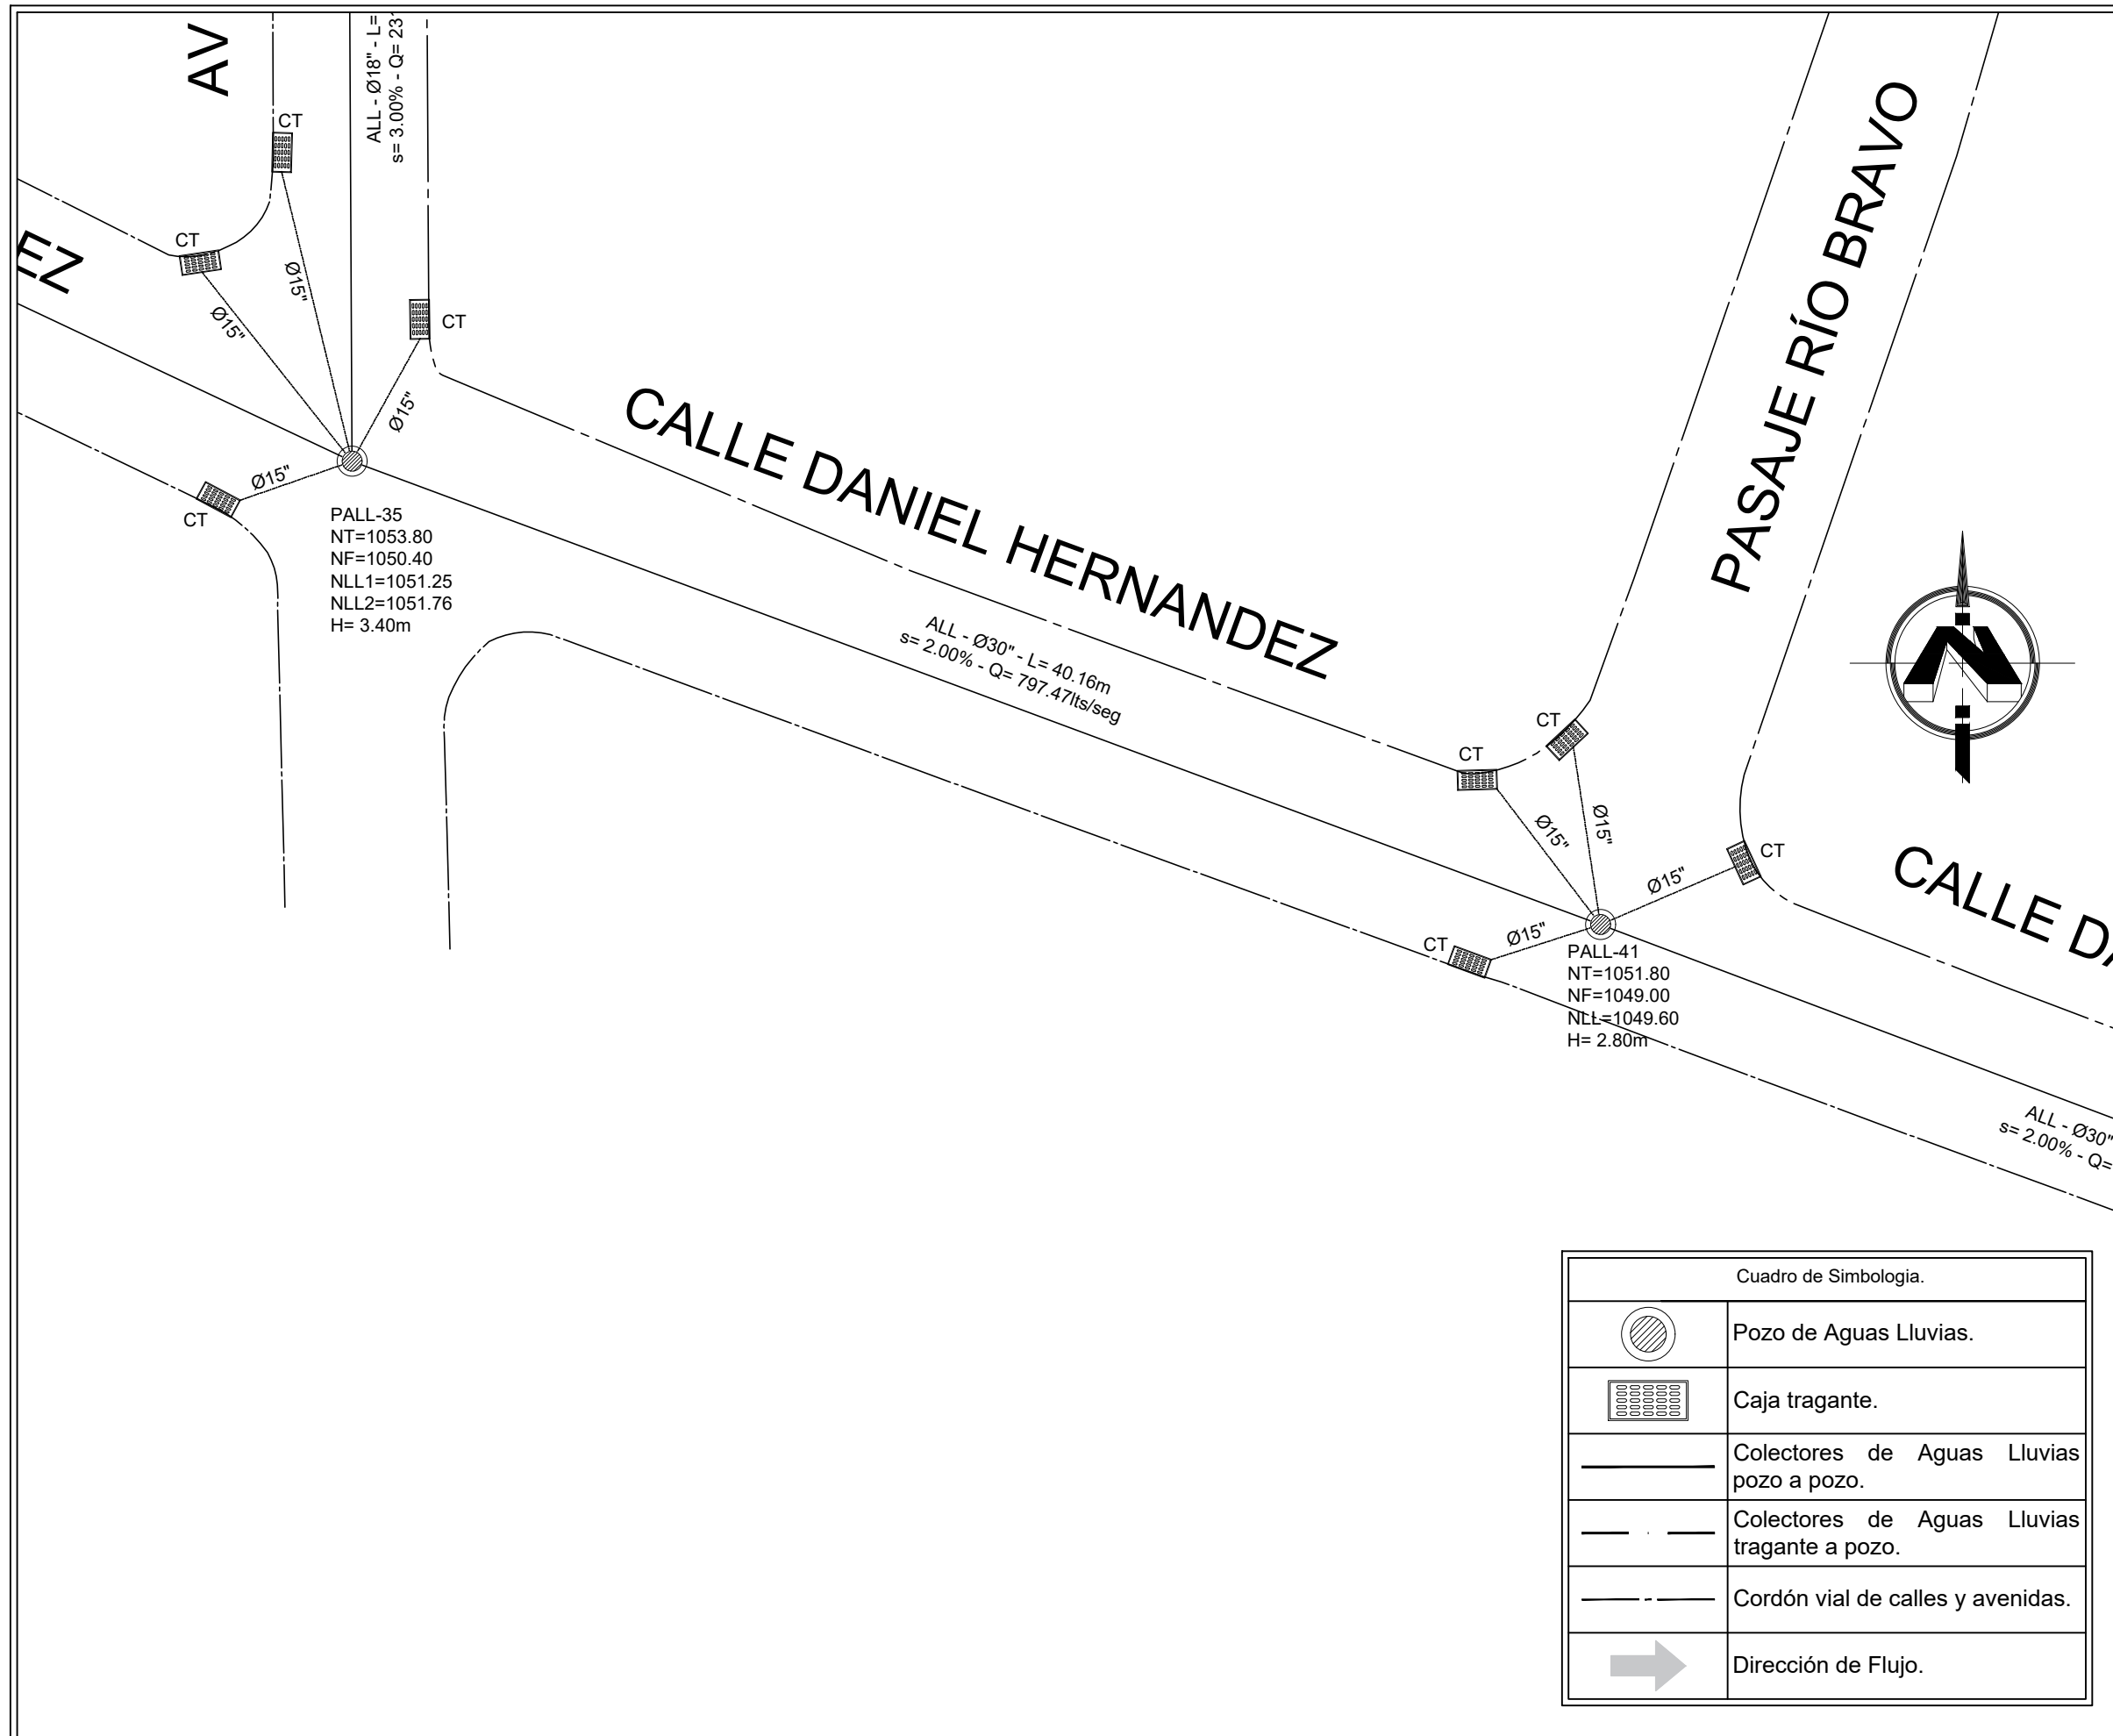 AV
ALL - Ø18" - L=
s= 3.00% - Q= 23
CT
CT
EZ
Ø15"
Ø15"
CT
Ø15"
Ø15"
CT
PALL-35
NT=1053.80
NF=1050.40
NLL1=1051.25
NLL2=1051.76
H= 3.40m
CALLE DANIEL HERNANDEZ
ALL - Ø30" - L= 40.16m
s= 2.00% - Q= 797.47lts/seg
PASAJE RÍO BRAVO
N
CT
CT
Ø15"
Ø15"
CT
Ø15"
Ø15"
CT
PALL-41
NT=1051.80
NF=1049.00
NLL=1049.60
H= 2.80m
CALLE DA
ALL - Ø30"
s= 2.00% - Q=
Cuadro de Simbologia.
Pozo de Aguas Lluvias.
Caja tragante.
Colectores de Aguas Lluvias
pozo a pozo.
Colectores de Aguas Lluvias
tragante a pozo.
Cordón vial de calles y avenidas.
Dirección de Flujo.